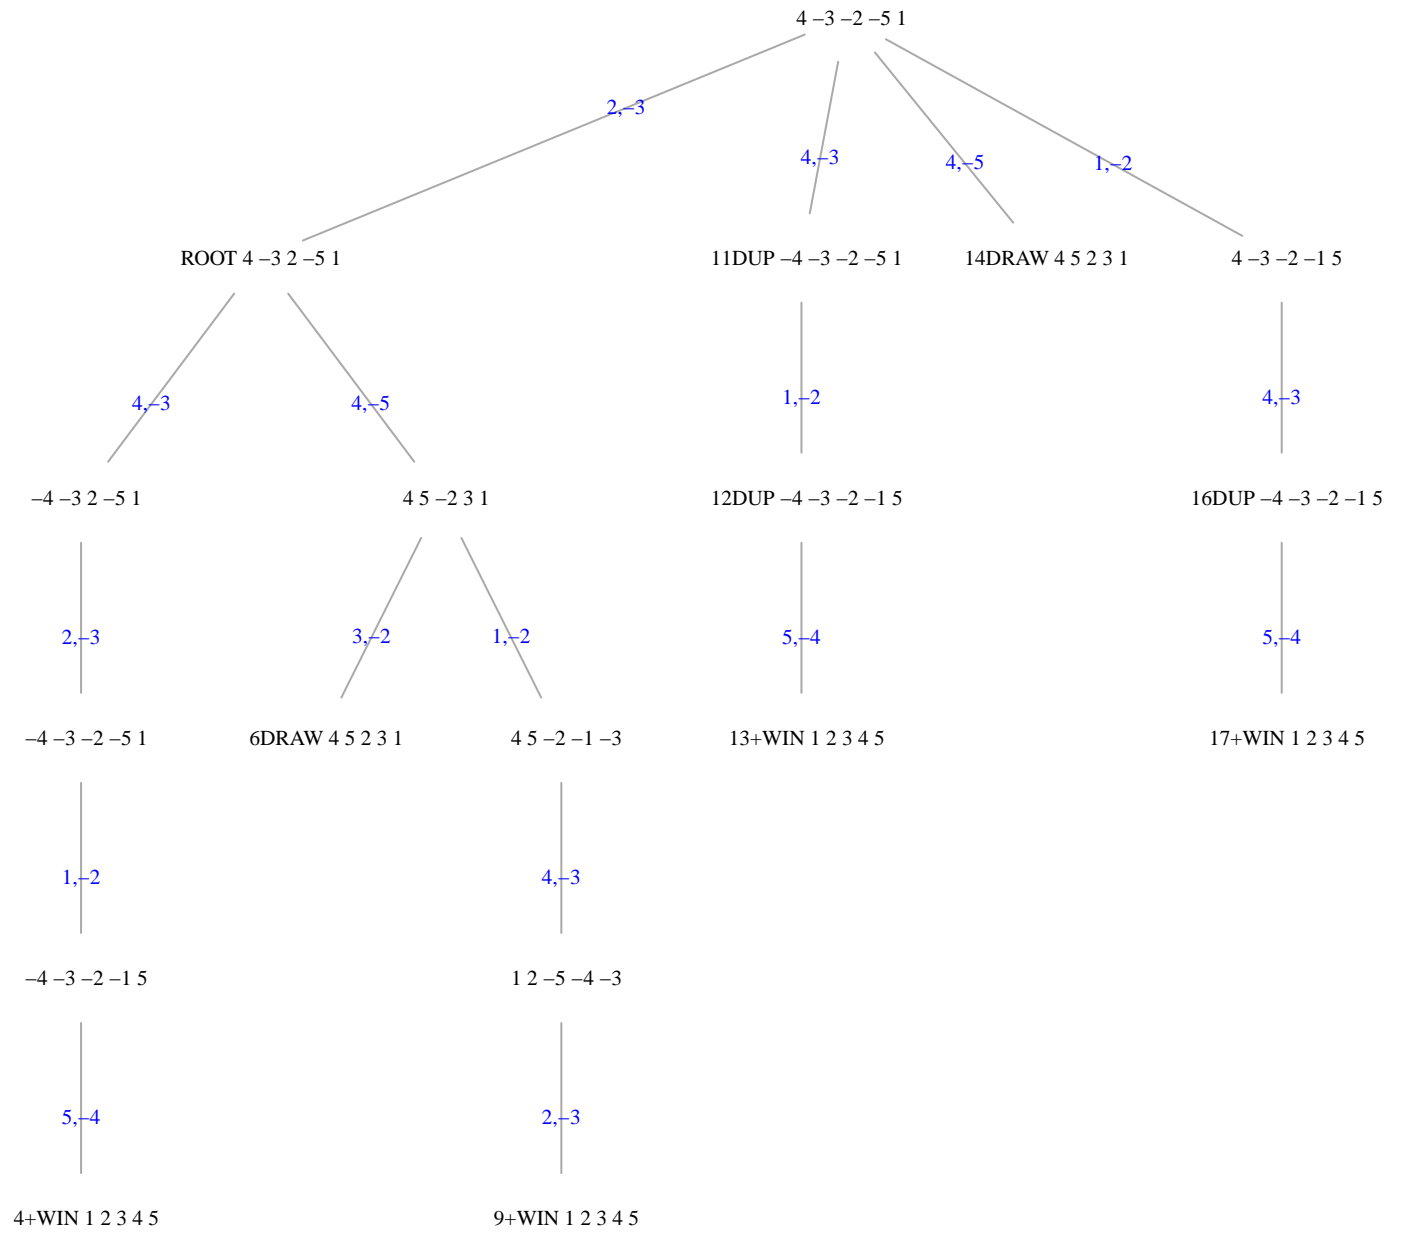 4 –3 –2 –5 1
2,–3
4,–3
4,–5
1,–2
ROOT 4 –3 2 –5 1
11DUP –4 –3 –2 –5 1
14DRAW 4 5 2 3 1
4 –3 –2 –1 5
4,–3
4,–5
1,–2
4,–3
–4 –3 2 –5 1
4 5 –2 3 1
12DUP –4 –3 –2 –1 5
16DUP –4 –3 –2 –1 5
2,–3
3,–2
1,–2
5,–4
5,–4
–4 –3 –2 –5 1
6DRAW 4 5 2 3 1
4 5 –2 –1 –3
13+WIN 1 2 3 4 5
17+WIN 1 2 3 4 5
1,–2
4,–3
–4 –3 –2 –1 5
1 2 –5 –4 –3
5,–4
2,–3
4+WIN 1 2 3 4 5
9+WIN 1 2 3 4 5